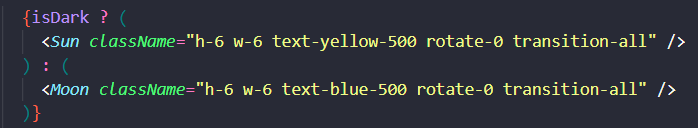 {isDark ? (
<Sun className="h-6 w-6 text-yellow-500 rotate-0 transition-all" />
) : (
<Moon className="h-6 w-6 text-blue-500 rotate-0 transition-all" />
)}